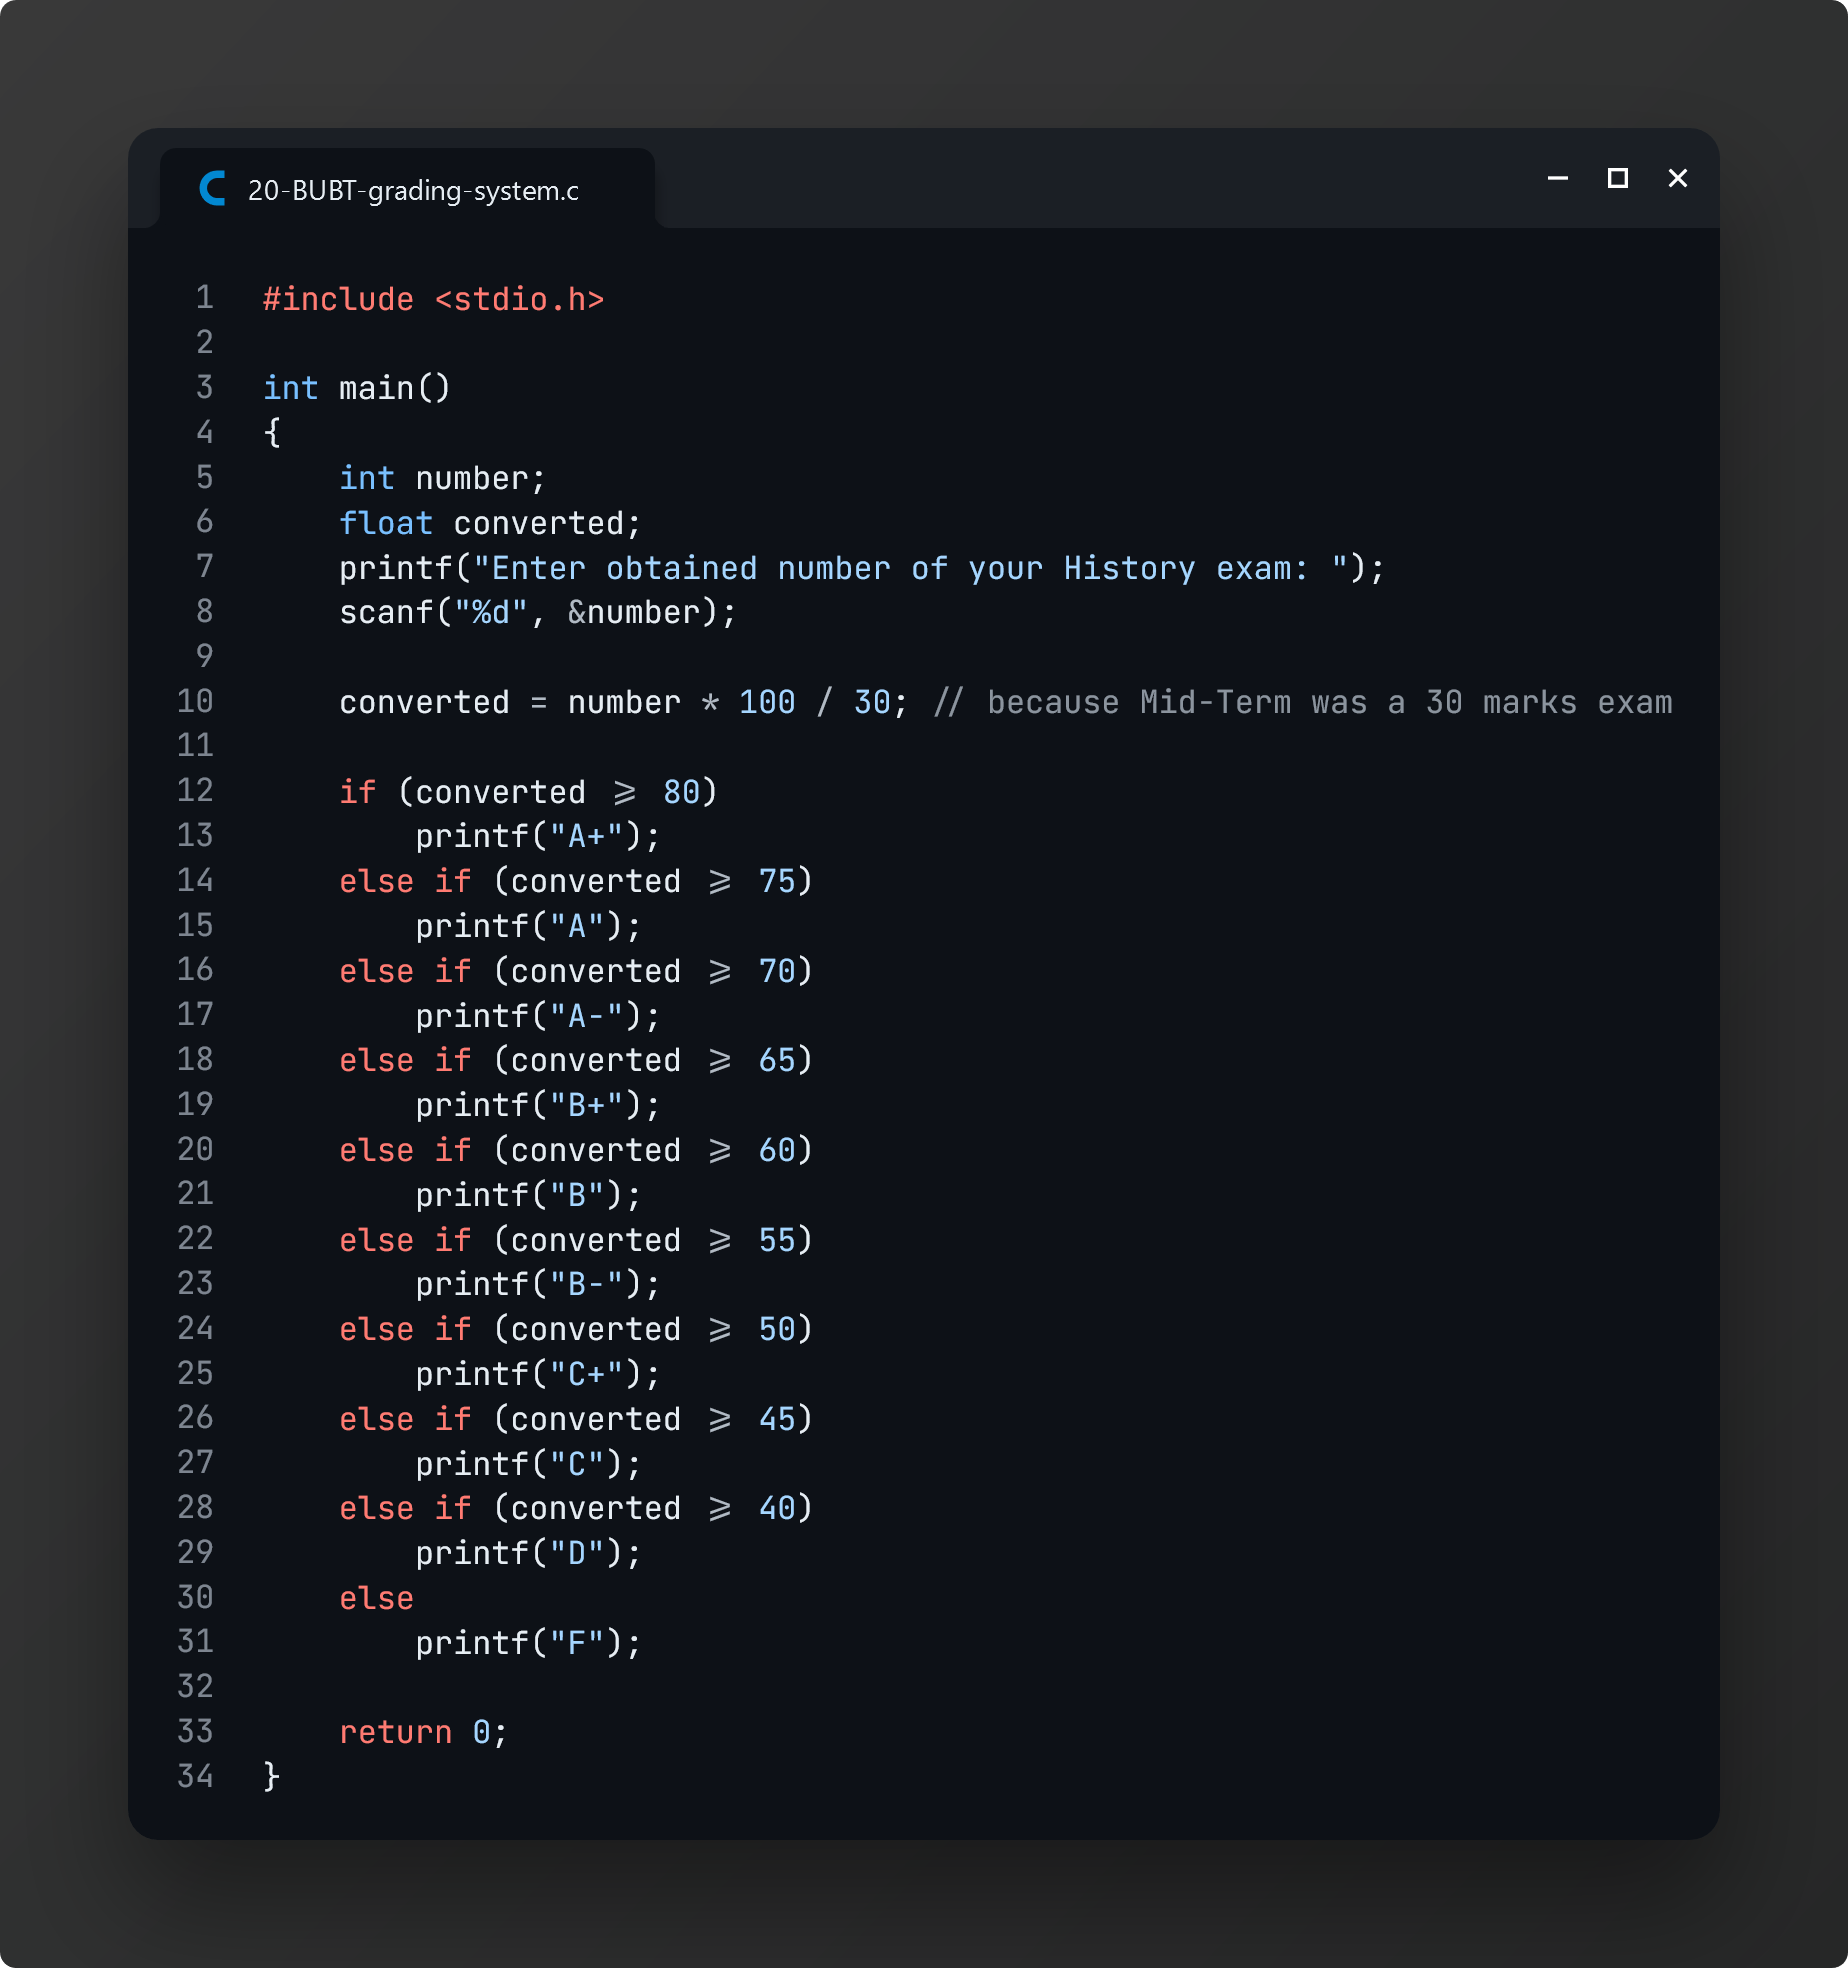 20-BUBT-grading-system.c
1 #include <stdio.h>
2
3 int main()
4 {
5     int number;
6     float converted;
7     printf("Enter obtained number of your History exam: ");
8     scanf("%d", &number);
9
10     converted = number * 100 / 30; // because Mid-Term was a 30 marks exam
11
12     if (converted >= 80)
13         printf("A+");
14     else if (converted >= 75)
15         printf("A");
16     else if (converted >= 70)
17         printf("A-");
18     else if (converted >= 65)
19         printf("B+");
20     else if (converted >= 60)
21         printf("B");
22     else if (converted >= 55)
23         printf("B-");
24     else if (converted >= 50)
25         printf("C+");
26     else if (converted >= 45)
27         printf("C");
28     else if (converted >= 40)
29         printf("D");
30     else
31         printf("F");
32
33     return 0;
34 }